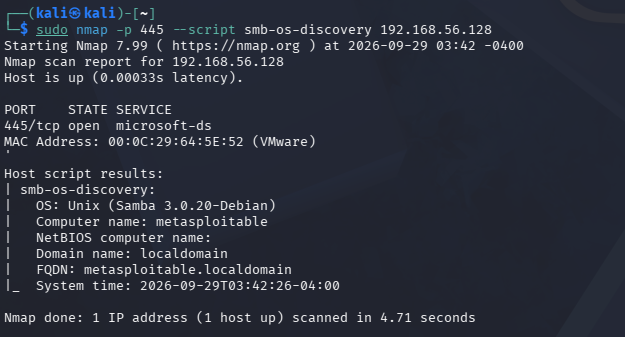 ┌──(kali㉿kali)-[~]
└─$ sudo nmap -p 445 --script smb-os-discovery 192.168.56.128
Starting Nmap 7.99 ( https://nmap.org ) at 2026-09-29 03:42 -0400
Nmap scan report for 192.168.56.128
Host is up (0.00033s latency).

PORT    STATE SERVICE
445/tcp open  microsoft-ds
MAC Address: 00:0C:29:64:5E:52 (VMware)
'
Host script results:
| smb-os-discovery:
|   OS: Unix (Samba 3.0.20-Debian)
|   Computer name: metasploitable
|   NetBIOS computer name:
|   Domain name: localdomain
|   FQDN: metasploitable.localdomain
|_  System time: 2026-09-29T03:42:26-04:00

Nmap done: 1 IP address (1 host up) scanned in 4.71 seconds